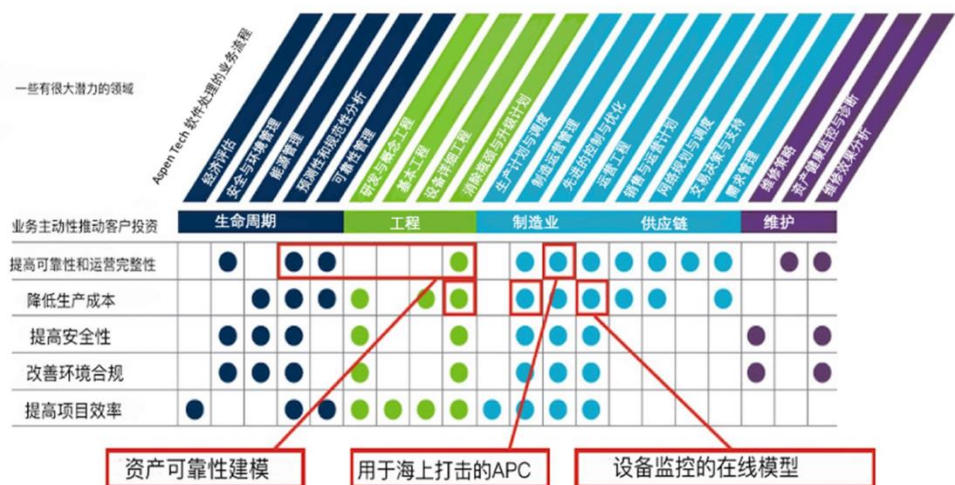 一些有很大潜力的领域
Aspen Tech 软件处理的业务流程
经济评估
安全与环境管理
能源管理
预测性和规范性分析
可靠性管理
研发与概念工程
基本工程
设备详细工程
消除瓶颈与升级计划
生产计划与调度
制造运营管理
先进的控制与优化
运营工程
销售与运营计划
网络规划与调度
交易决策与支持
需求管理
维修策略
资产健康监控与诊断
维修效果分析
业务主动性推动客户投资
生命周期
工程
制造业
供应链
维护
提高可靠性和运营完整性
降低生产成本
提高安全性
改善环境合规
提高项目效率
资产可靠性建模
用于海上打击的APC
设备监控的在线模型